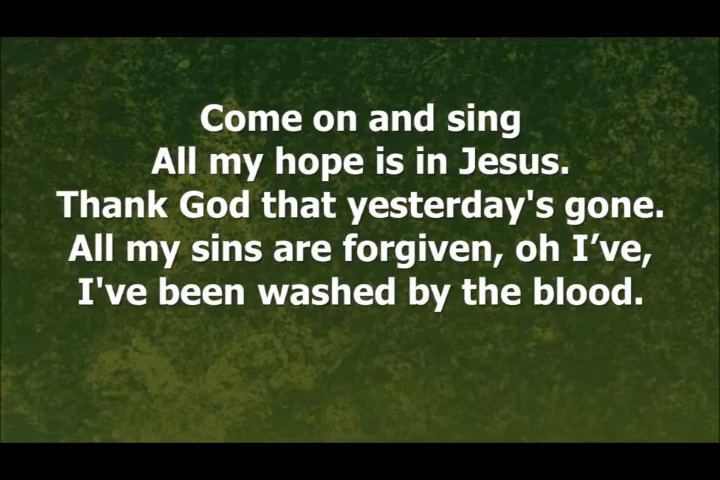 Come on and sing
All my hope is in Jesus.
Thank God that yesterday's gone.
All my sins are forgiven, oh I’ve,
I've been washed by the blood.